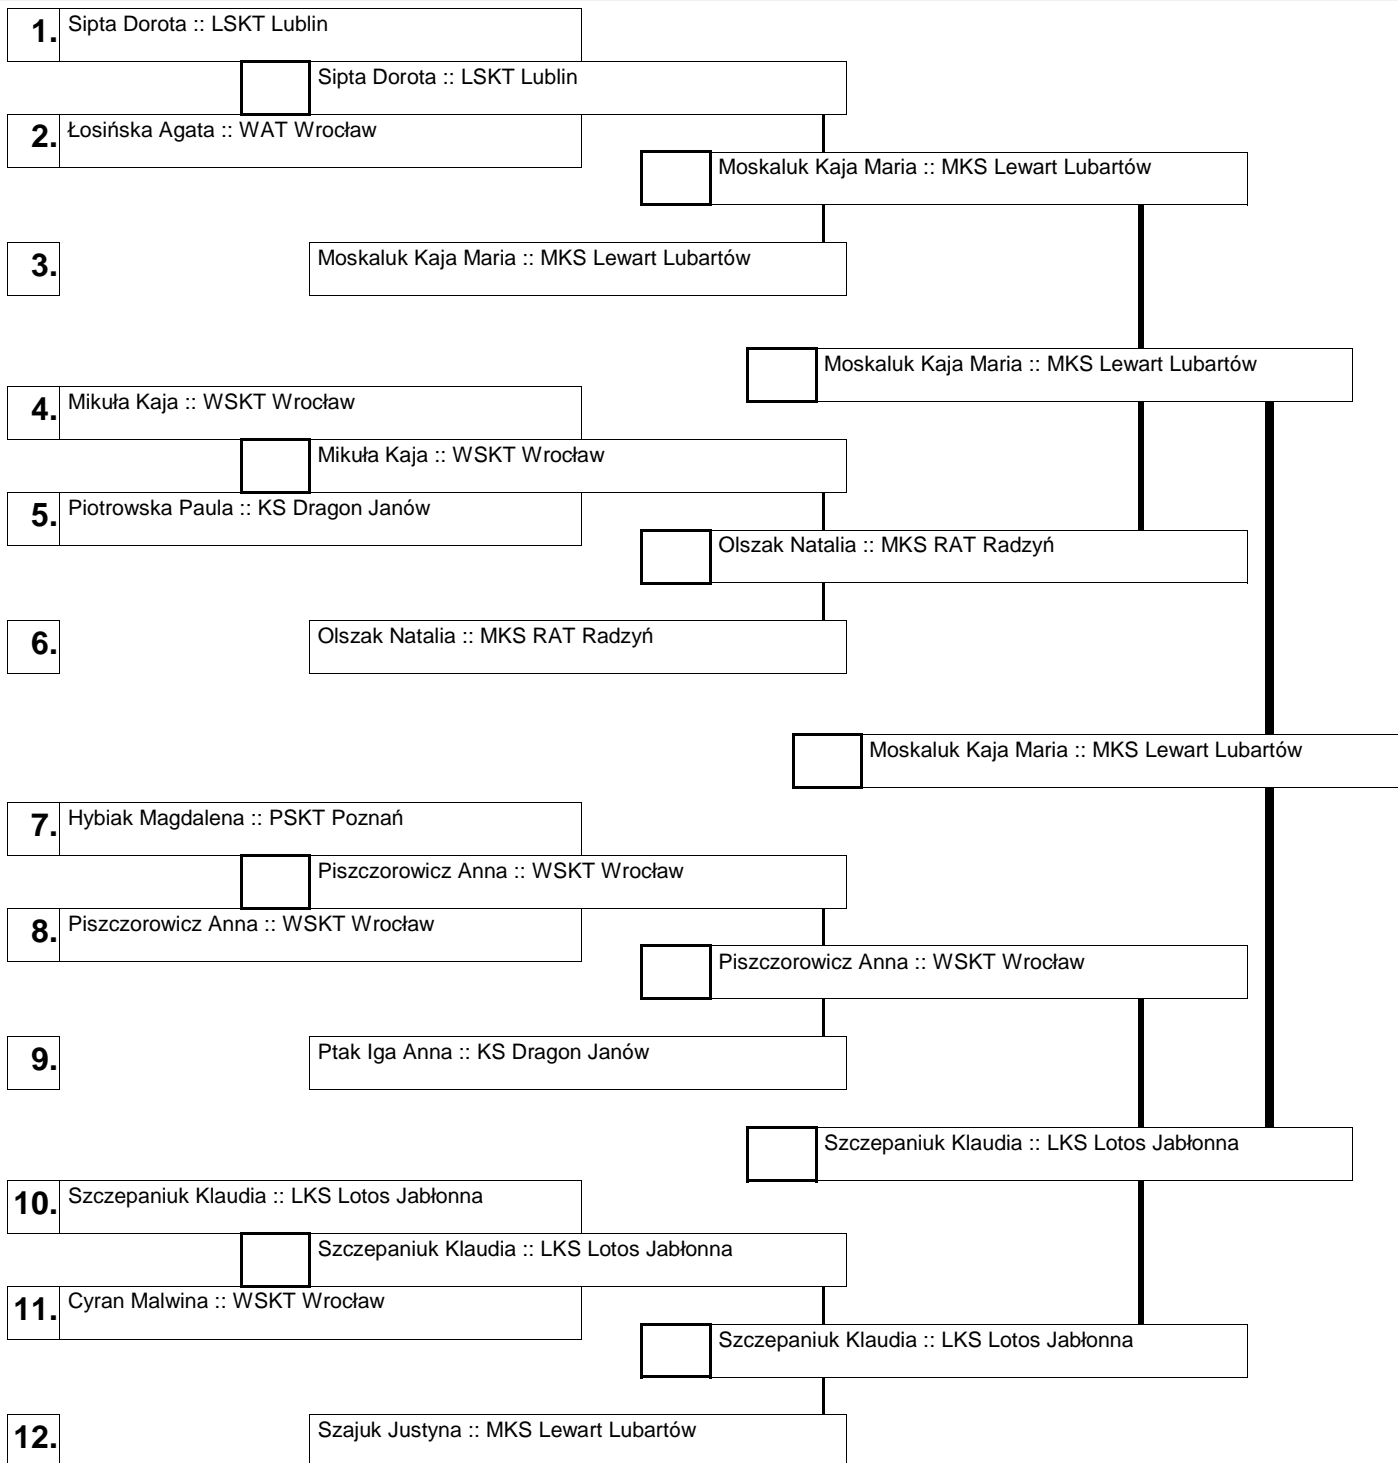 1. Sipta Dorota :: LSKT Lublin
Sipta Dorota :: LSKT Lublin
2. Łosińska Agata :: WAT Wrocław
Moskaluk Kaja Maria :: MKS Lewart Lubartów
3. Moskaluk Kaja Maria :: MKS Lewart Lubartów
Moskaluk Kaja Maria :: MKS Lewart Lubartów
4. Mikuła Kaja :: WSKT Wrocław
Mikuła Kaja :: WSKT Wrocław
5. Piotrowska Paula :: KS Dragon Janów
Olszak Natalia :: MKS RAT Radzyń
6. Olszak Natalia :: MKS RAT Radzyń
Moskaluk Kaja Maria :: MKS Lewart Lubartów
7. Hybiak Magdalena :: PSKT Poznań
Piszczorowicz Anna :: WSKT Wrocław
8. Piszczorowicz Anna :: WSKT Wrocław
Piszczorowicz Anna :: WSKT Wrocław
9. Ptak Iga Anna :: KS Dragon Janów
Szczepaniuk Klaudia :: LKS Lotos Jabłonna
10. Szczepaniuk Klaudia :: LKS Lotos Jabłonna
Szczepaniuk Klaudia :: LKS Lotos Jabłonna
11. Cyran Malwina :: WSKT Wrocław
Szczepaniuk Klaudia :: LKS Lotos Jabłonna
12. Szajuk Justyna :: MKS Lewart Lubartów